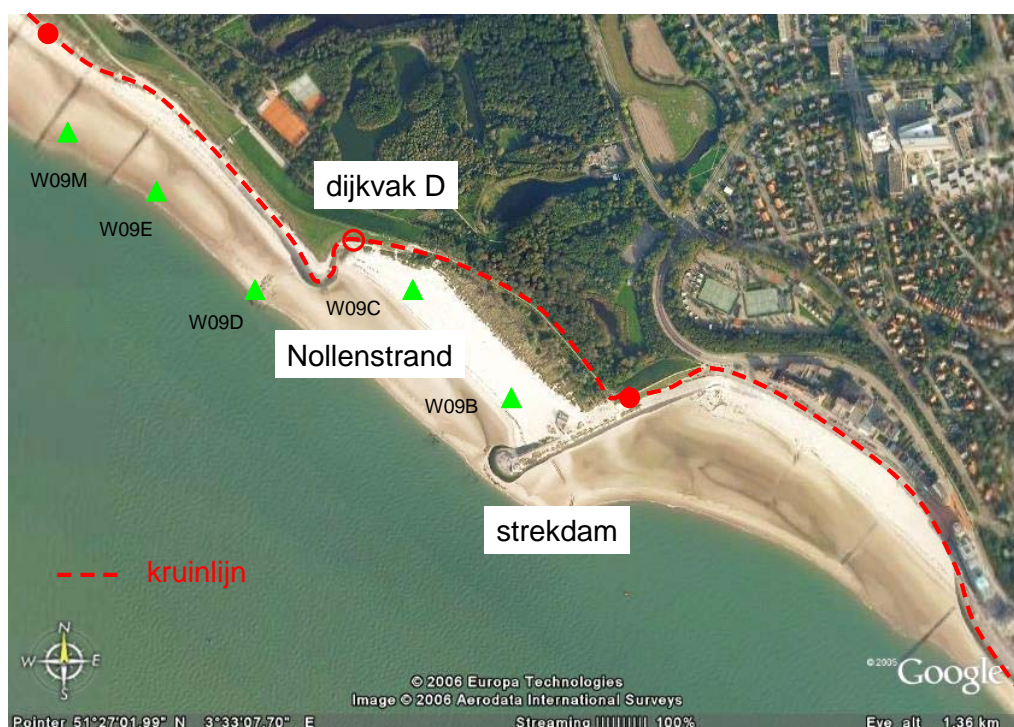 dijkvak D
W09M
W09E
W09D
W09C
Nollenstrand
W09B
strekdam
kruinlijn
N
W E
S
© 2005 Google
© 2006 Europa Technologies
Image © 2006 Aerodata International Surveys
Pointer 51°27'01.99" N 3°33'07.70" E Streaming |||||||||| 100% Eye alt 1.36 km